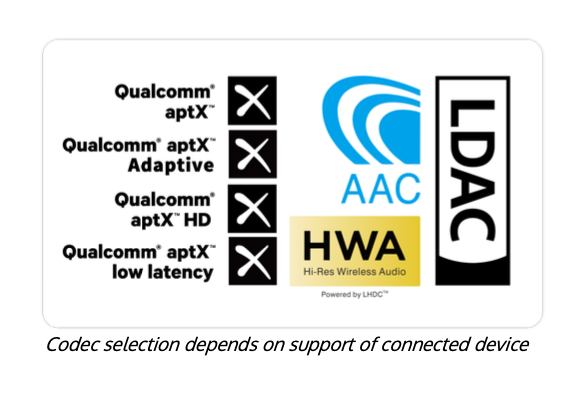 Qualcomm®
aptX™
Qualcomm® aptX™
Adaptive
Qualcomm®
aptX™ HD
Qualcomm® aptX™
low latency
AAC
HWA
Hi-Res Wireless Audio
Powered by LHDC™
LDAC
Codec selection depends on support of connected device